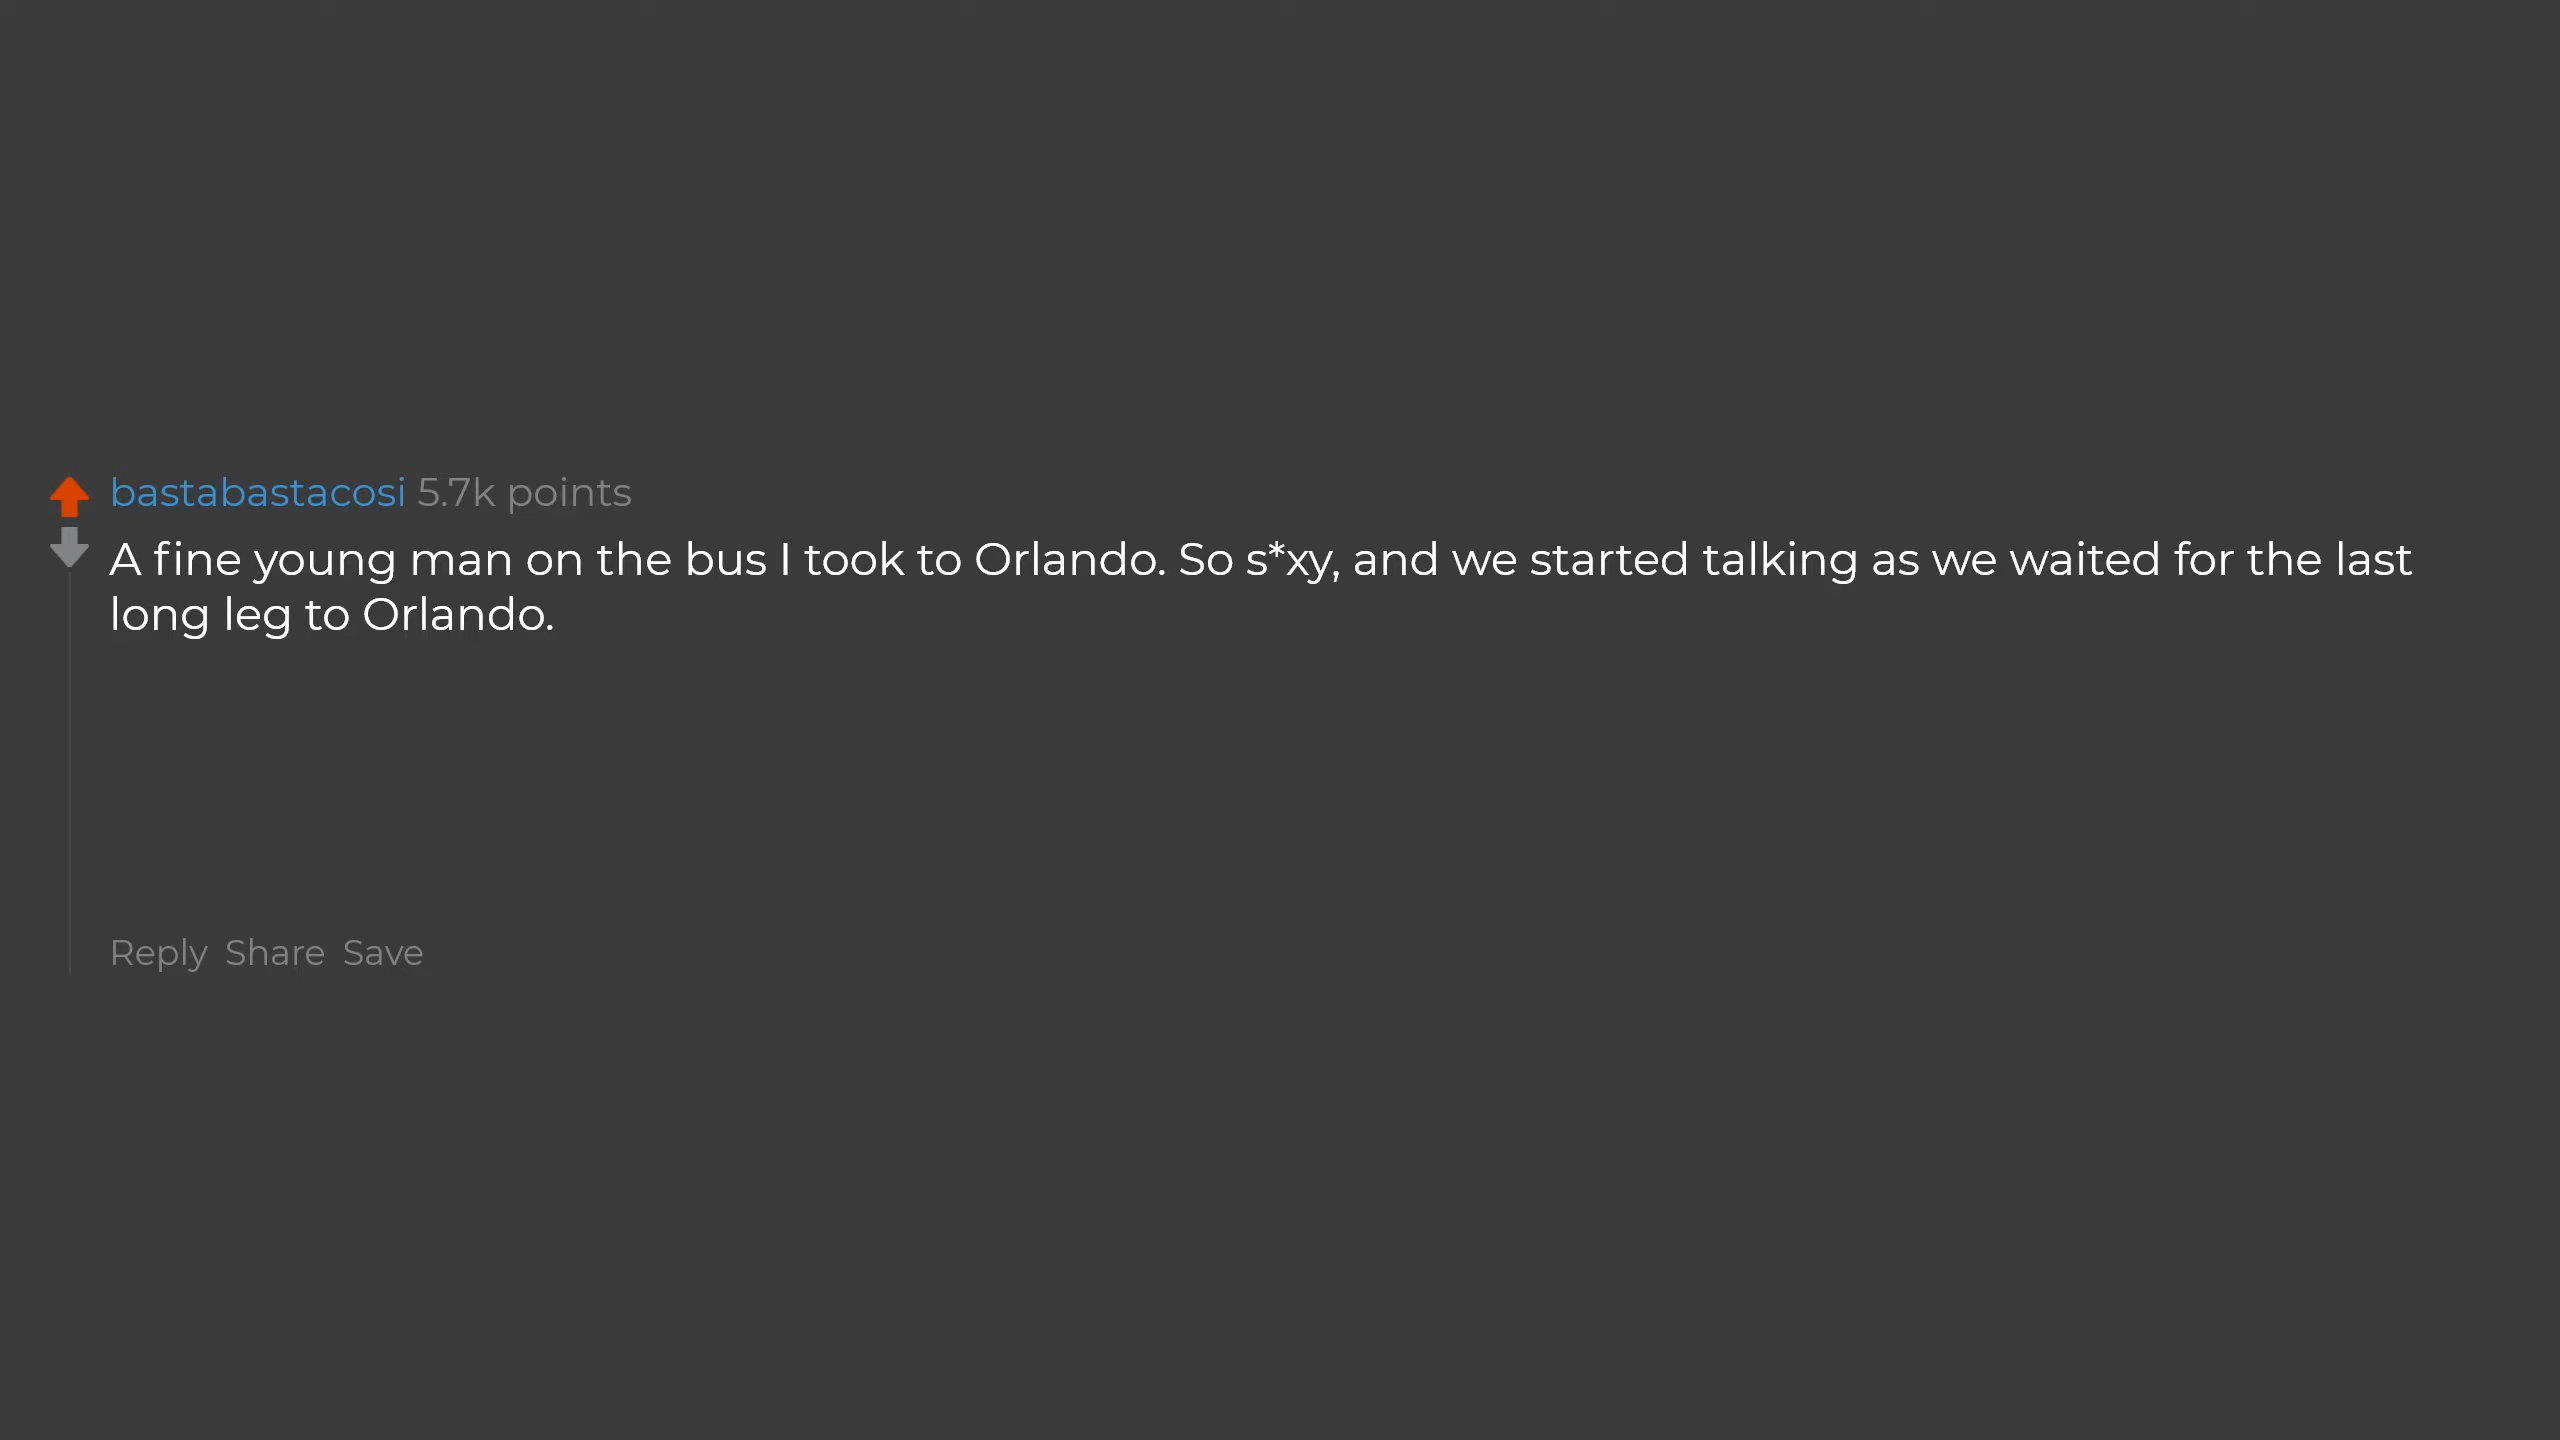 bastabastacosi 5.7k points
A fine young man on the bus I took to Orlando. So s*xy, and we started talking as we waited for the last
long leg to Orlando.
Reply Share Save